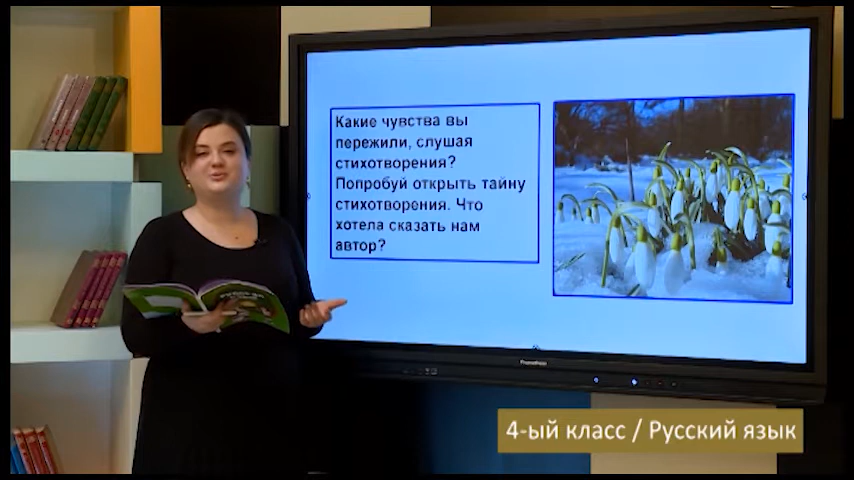 Какие чувства вы
пережили, слушая
стихотворения?
Попробуй открыть тайну
стихотворения. Что
хотела сказать нам
автор?
Promethean
4-ый класс / Русский язык